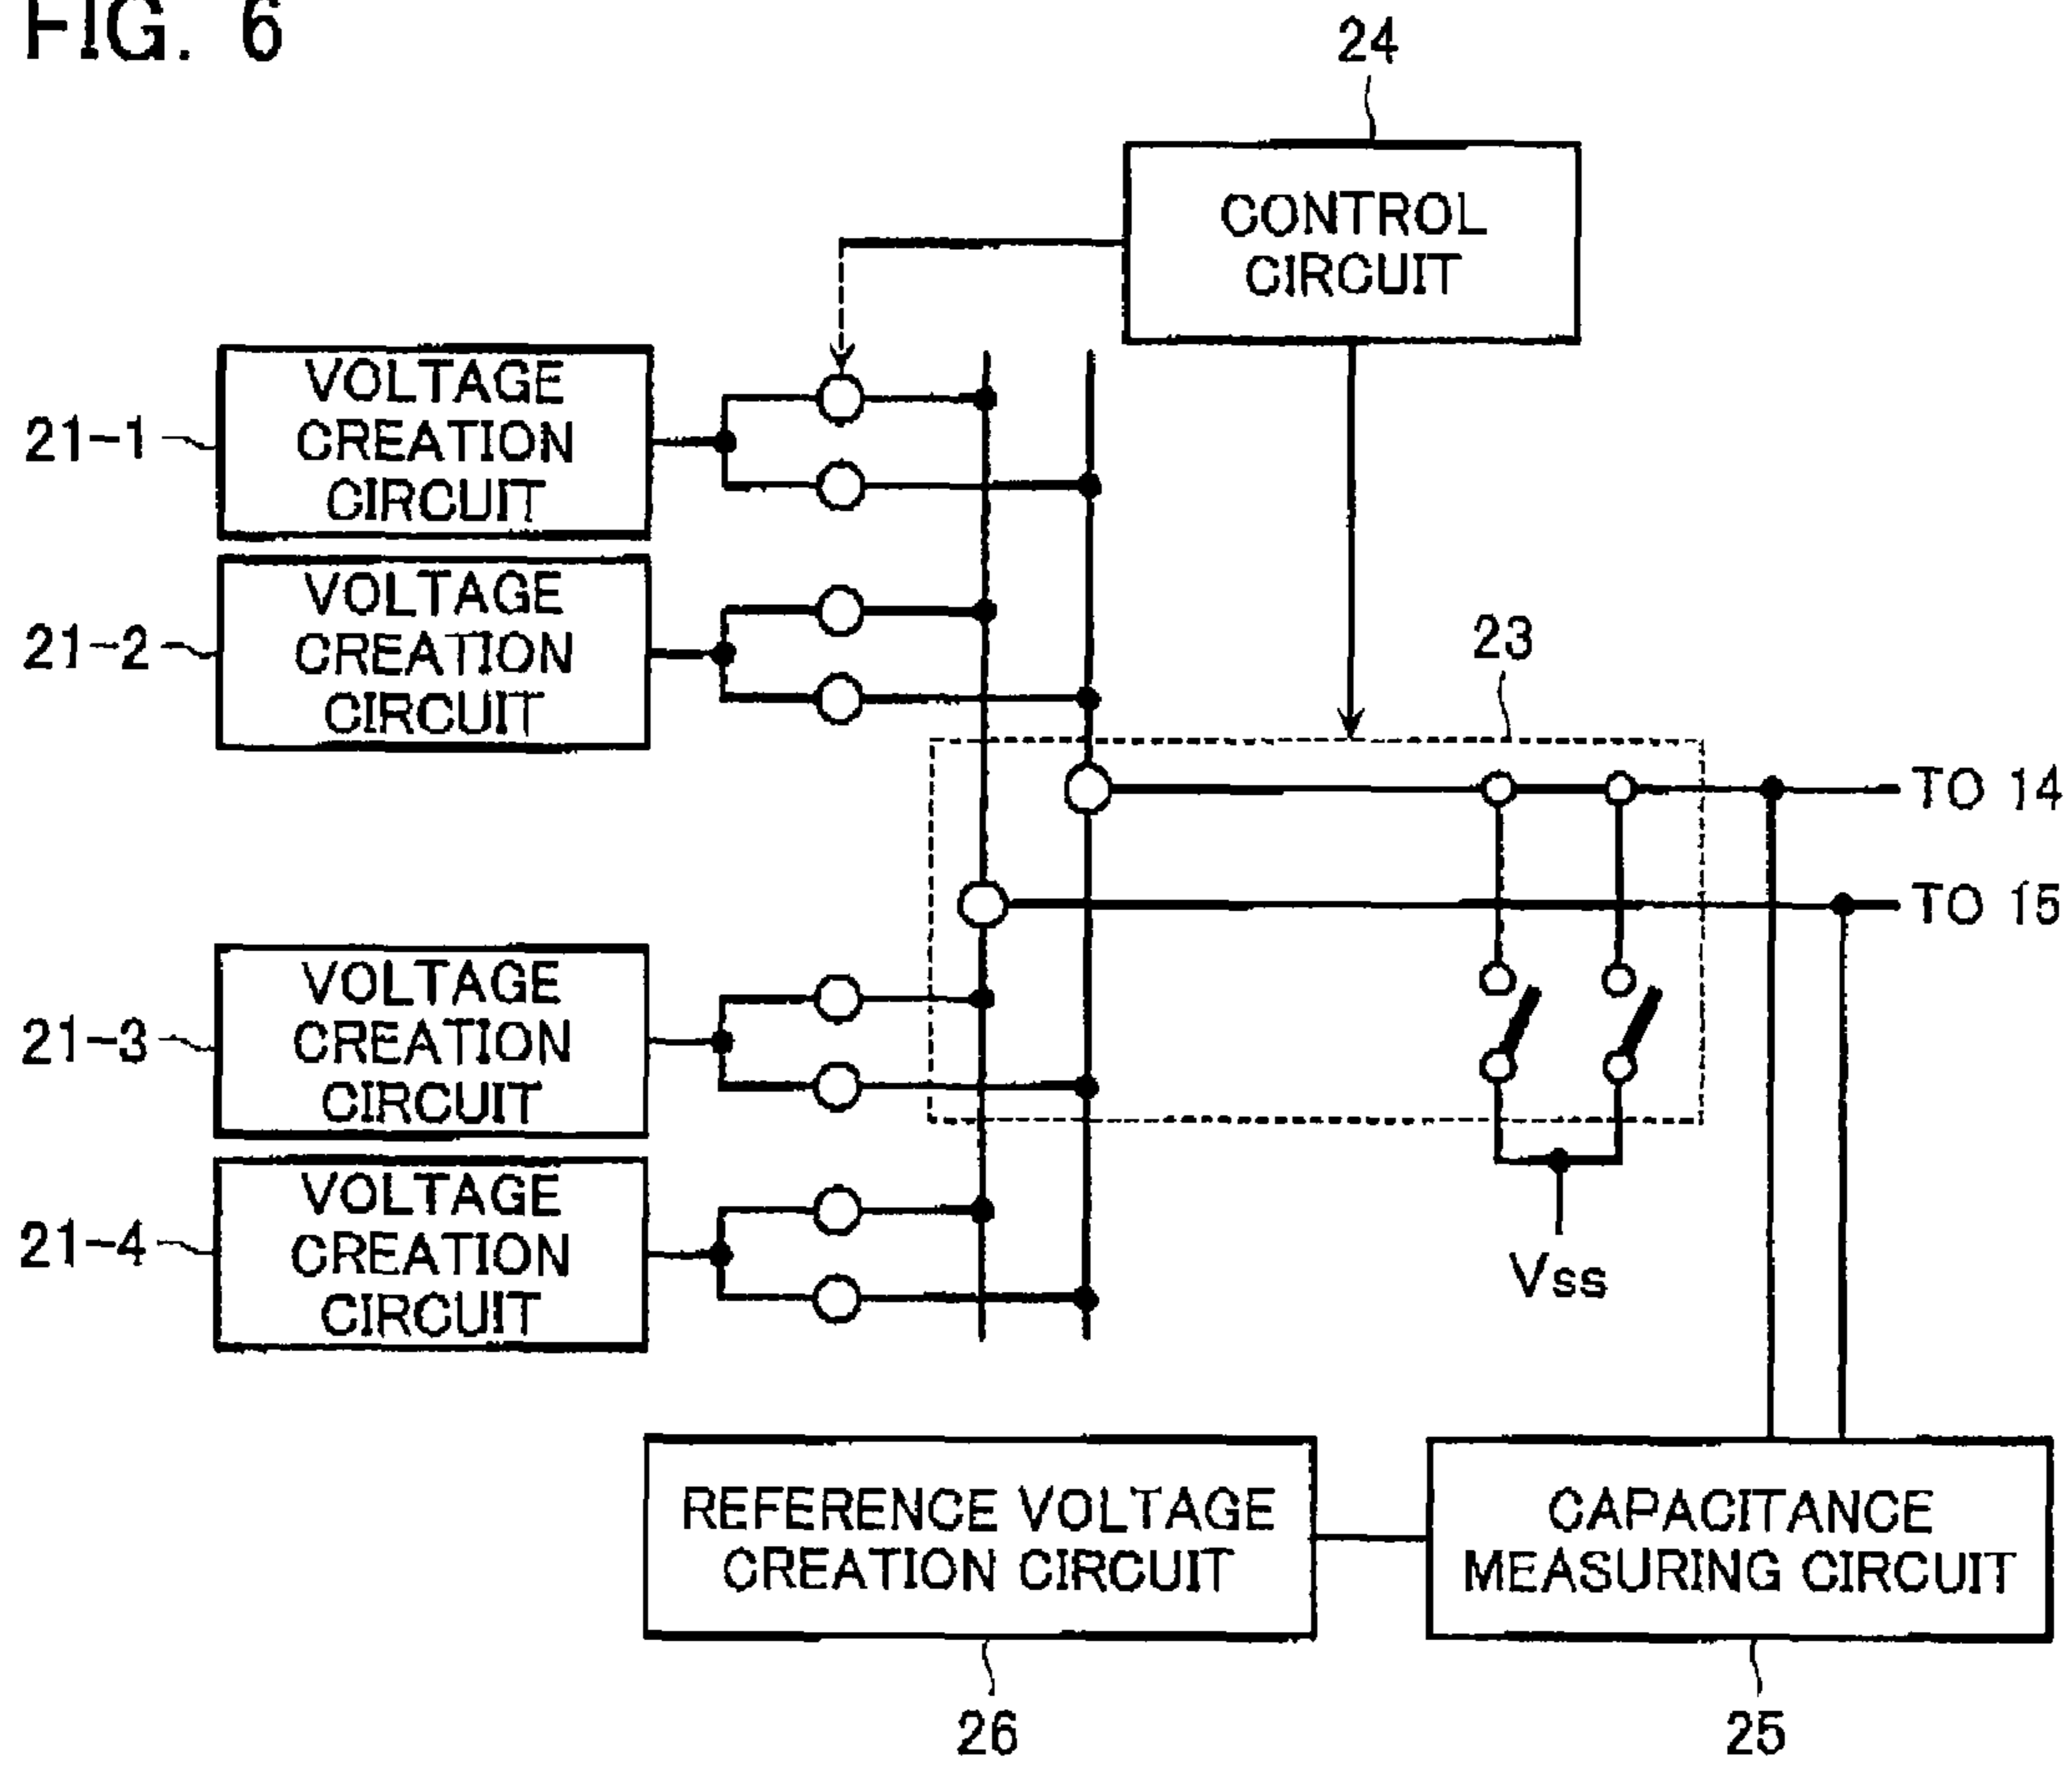 FIG. 6
24
CONTROL
CIRCUIT
VOLTAGE
CREATION
CIRCUIT
21-1
VOLTAGE
CREATION
CIRCUIT
21-2
23
TO 14
TO 15
VOLTAGE
CREATION
CIRCUIT
21-3
VOLTAGE
CREATION
CIRCUIT
21-4
Vss
REFERENCE VOLTAGE
CREATION CIRCUIT
CAPACITANCE
MEASURING CIRCUIT
26
25